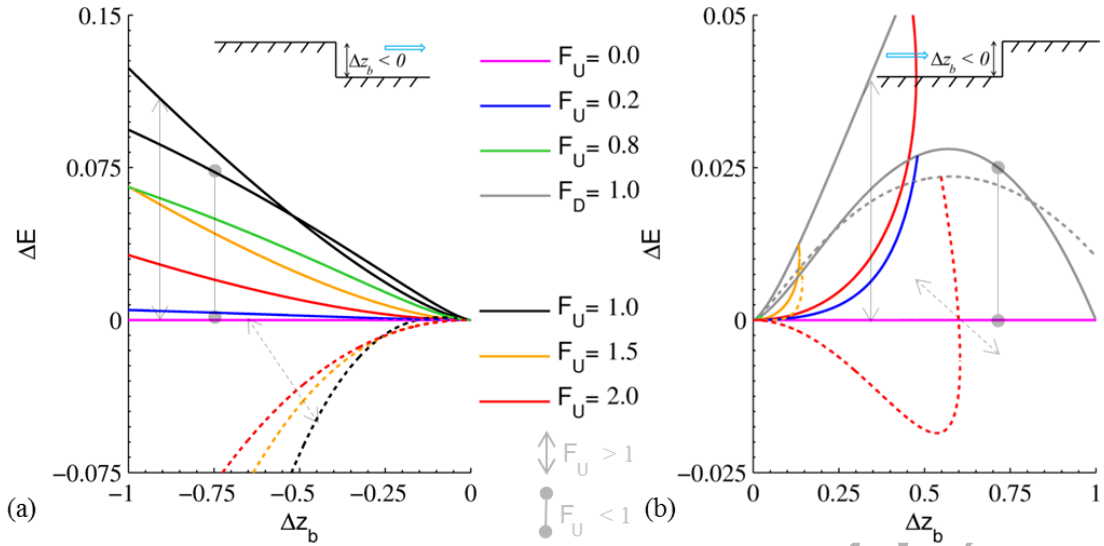 0.15
0.075
0
−0.075
ΔE
−1
−0.75
−0.50
−0.25
0
Δz_b
(a)
Δz_b < 0
F_U= 0.0
F_U= 0.2
F_U= 0.8
F_D= 1.0
F_U= 1.0
F_U= 1.5
F_U= 2.0
F_U > 1
F_U < 1
0.05
0.025
0
−0.025
ΔE
0
0.25
0.5
0.75
1
Δz_b
(b)
Δz_b < 0